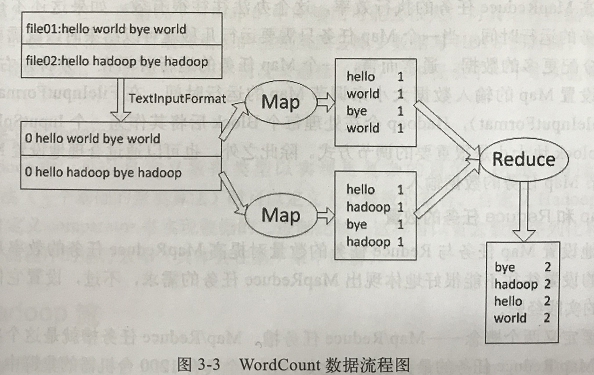 file01:hello world bye world
file02:hello hadoop bye hadoop
TextInputFormat
0 hello world bye world
0 hello hadoop bye hadoop
Map
Map
hello 1
world 1
bye 1
world 1
hello 1
hadoop 1
bye 1
hadoop 1
Reduce
bye 2
hadoop 2
hello 2
world 2
图 3-3 WordCount 数据流程图